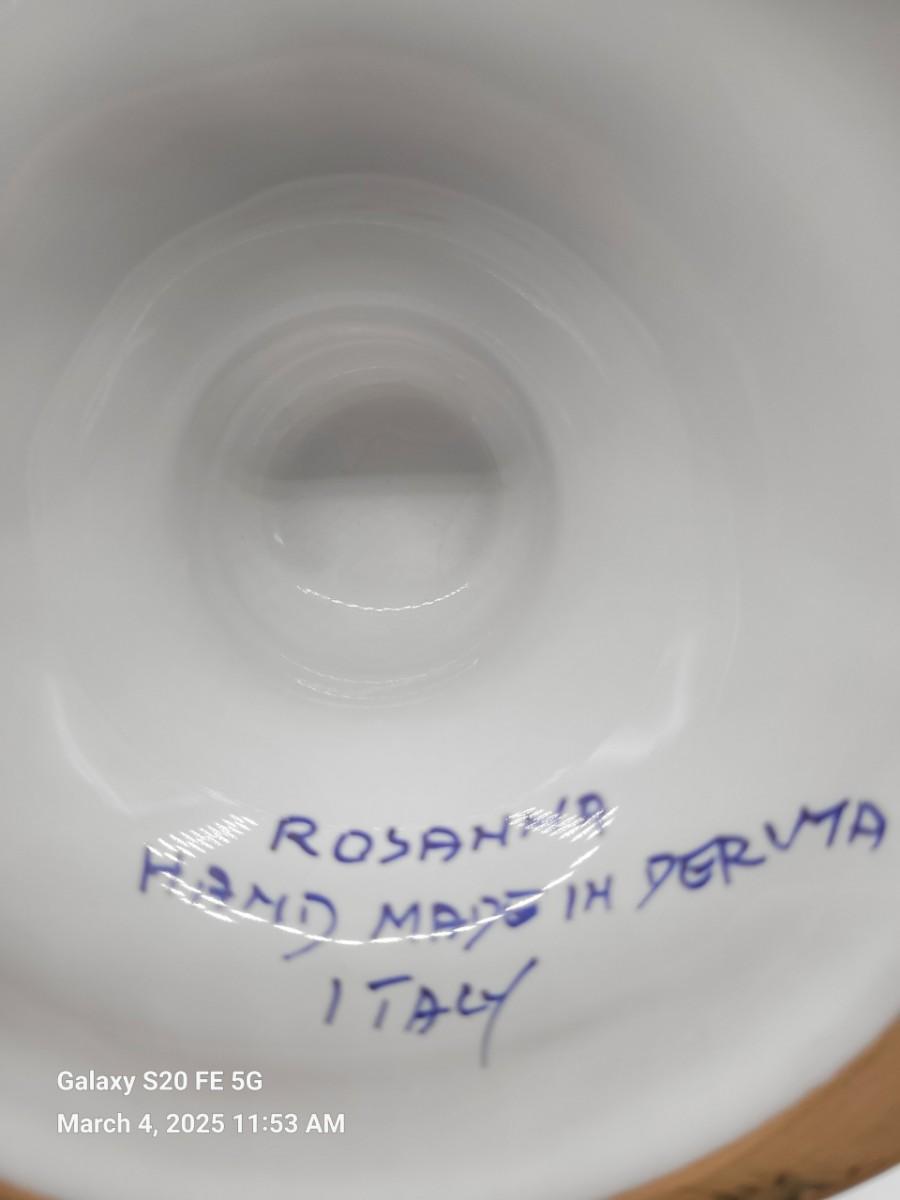 ROSANNA
HAND MADE IN DERUTA
ITALY
Galaxy S20 FE 5G
March 4, 2025 11:53 AM